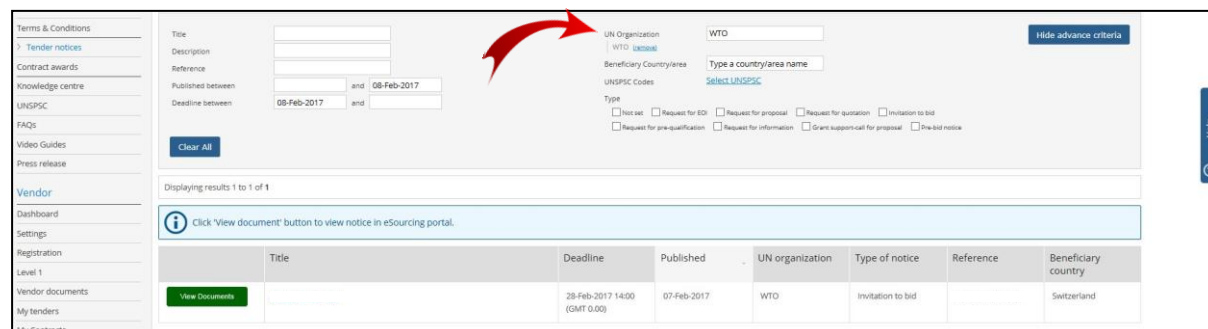 Terms & Conditions
> Tender notices
Contract awards
Knowledge centre
UNSPSC
FAQs
Video Guides
Press release
Vendor
Dashboard
Settings
Registration
Level 1
Vendor documents
My tenders
My Contracts
Title
Description
Reference
Published between and 08-Feb-2017
Deadline between 08-Feb-2017 and
Clear All
UN Organization WTO
WTO (remove)
Beneficiary Country/area Type a country/area name
UNSPSC Codes Select UNSPSC
Type
Not set Request for EOI Request for proposal Request for quotation Invitation to bid
Request for pre-qualification Request for information Grant support-call for proposal Pre-bid notice
Hide advance criteria
Displaying results 1 to 1 of 1
Click 'View document' button to view notice in eSourcing portal.
Title Deadline Published UN organization Type of notice Reference Beneficiary country
View Documents 28-Feb-2017 14:00 (GMT 0.00) 07-Feb-2017 WTO Invitation to bid Switzerland